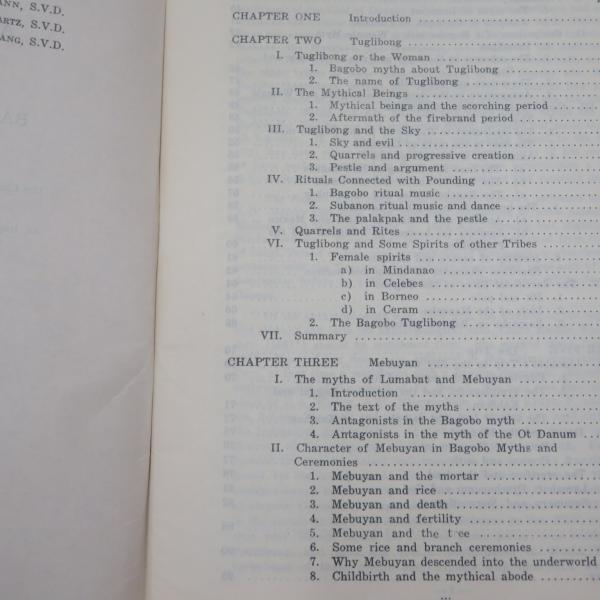 ANN, S.V.D.
ARTZ, S.V.D.
ANG, S.V.D.
CHAPTER ONE Introduction
CHAPTER TWO Tuglibong
I. Tuglibong or the Woman
1. Bagobo myths about Tuglibong
2. The name of Tuglibong
II. The Mythical Beings
1. Mythical beings and the scorching period
2. Aftermath of the firebrand period
III. Tuglibong and the Sky
1. Sky and evil
2. Quarrels and progressive creation
3. Pestle and argument
IV. Rituals Connected with Pounding
1. Bagobo ritual music
2. Subanon ritual music and dance
3. The palakpak and the pestle
V. Quarrels and Rites
VI. Tuglibong and Some Spirits of other Tribes
1. Female spirits
a) in Mindanao
b) in Celebes
c) in Borneo
d) in Ceram
2. The Bagobo Tuglibong
VII. Summary
CHAPTER THREE Mebuyan
I. The myths of Lumabat and Mebuyan
1. Introduction
2. The text of the myths
3. Antagonists in the Bagobo myth
4. Antagonists in the myth of the Ot Danum
II. Character of Mebuyan in Bagobo Myths and
Ceremonies
1. Mebuyan and the mortar
2. Mebuyan and rice
3. Mebuyan and death
4. Mebuyan and fertility
5. Mebuyan and the tree
6. Some rice and branch ceremonies
7. Why Mebuyan descended into the underworld
8. Childbirth and the mythical abode